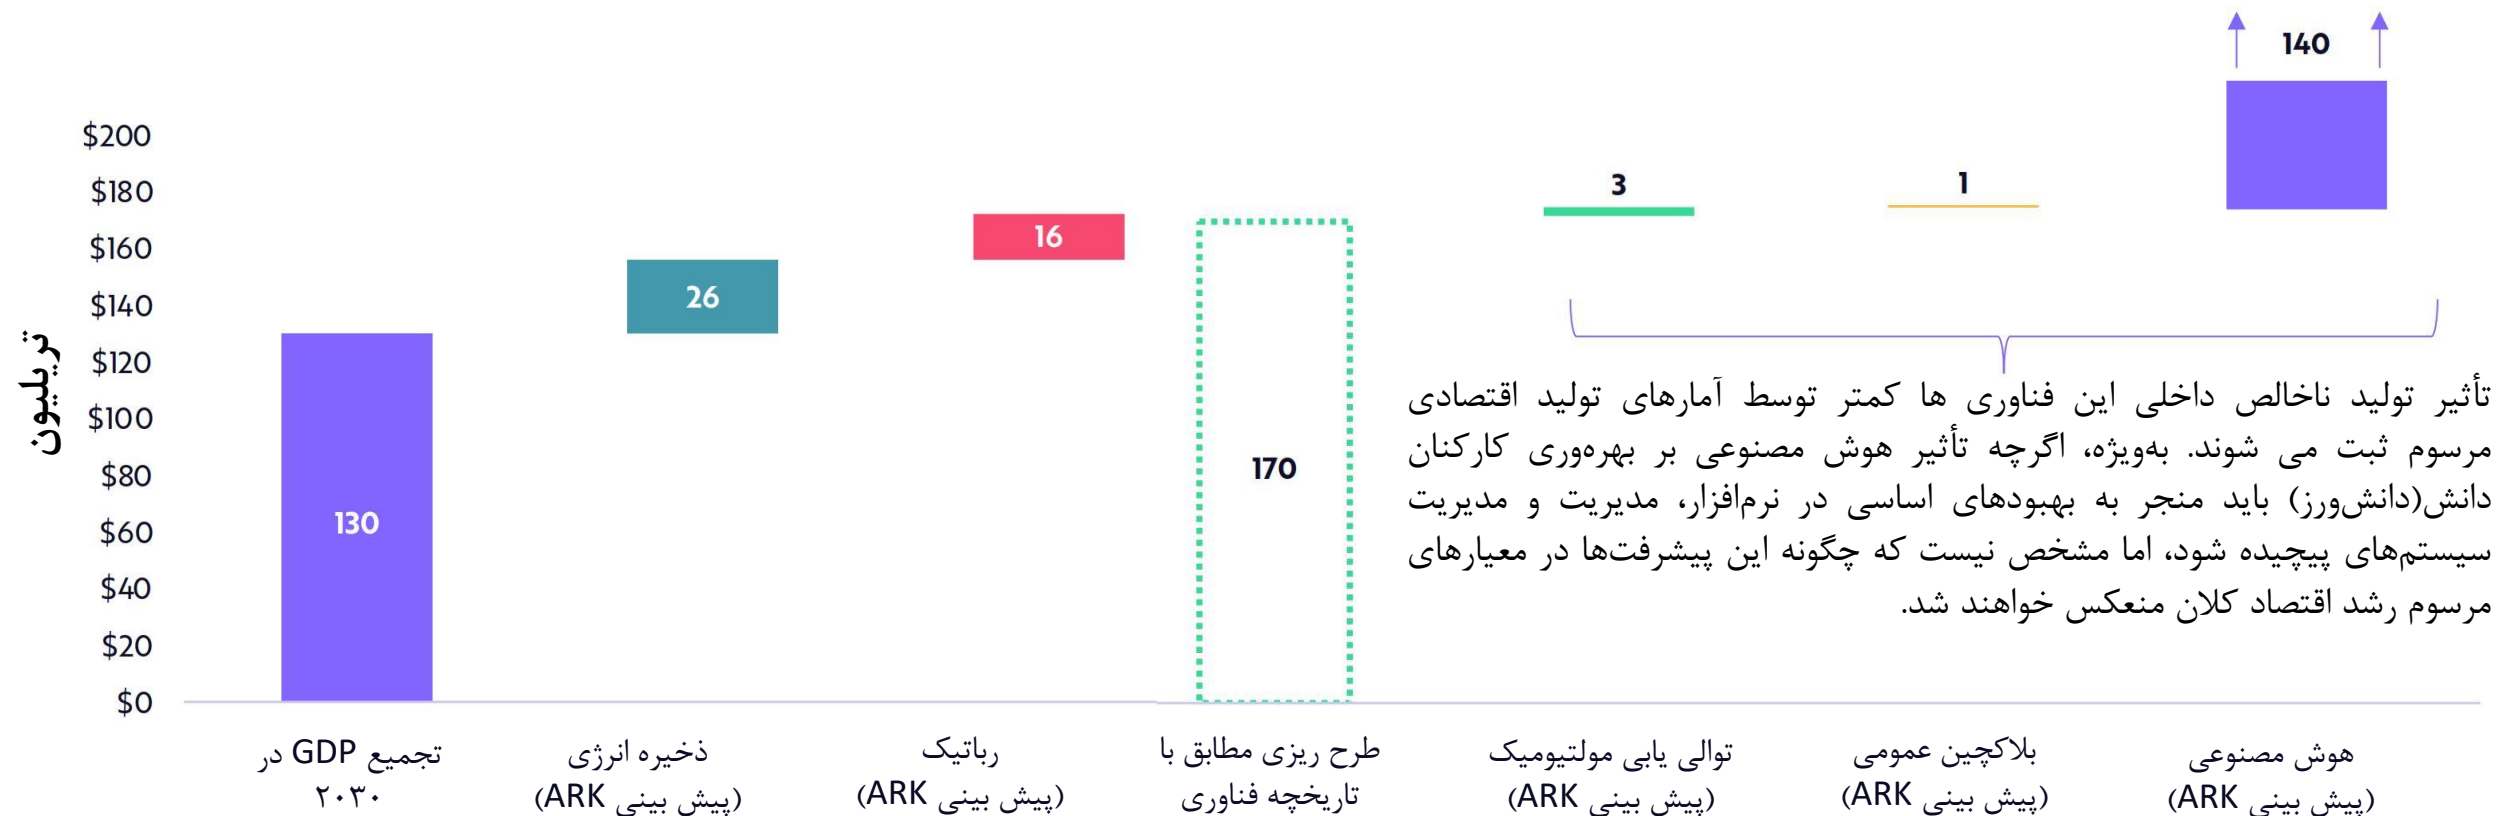 140
$200
$180
$160
$140
$120
$100
$80
$60
$40
$20
$0
تریلیون
130
26
16
170
3
1
تأثیر تولید ناخالص داخلی این فناوری ها کمتر توسط آمارهای تولید اقتصادی
مرسوم ثبت می شوند. به‌ویژه، اگرچه تأثیر هوش مصنوعی بر بهره‌وری کارکنان
دانش(دانش‌ورز) باید منجر به بهبودهای اساسی در نرم‌افزار، مدیریت و مدیریت
سیستم‌های پیچیده شود، اما مشخص نیست که چگونه این پیشرفت‌ها در معیارهای
مرسوم رشد اقتصاد کلان منعکس خواهند شد.
تجمیع GDP در
۲۰۳۰
ذخیره انرژی
(پیش بینی ARK)
رباتیک
(پیش بینی ARK)
طرح ریزی مطابق با
تاریخچه فناوری
توالی یابی مولتیومیک
(پیش بینی ARK)
بلاکچین عمومی
(پیش بینی ARK)
هوش مصنوعی
(پیش بینی ARK)